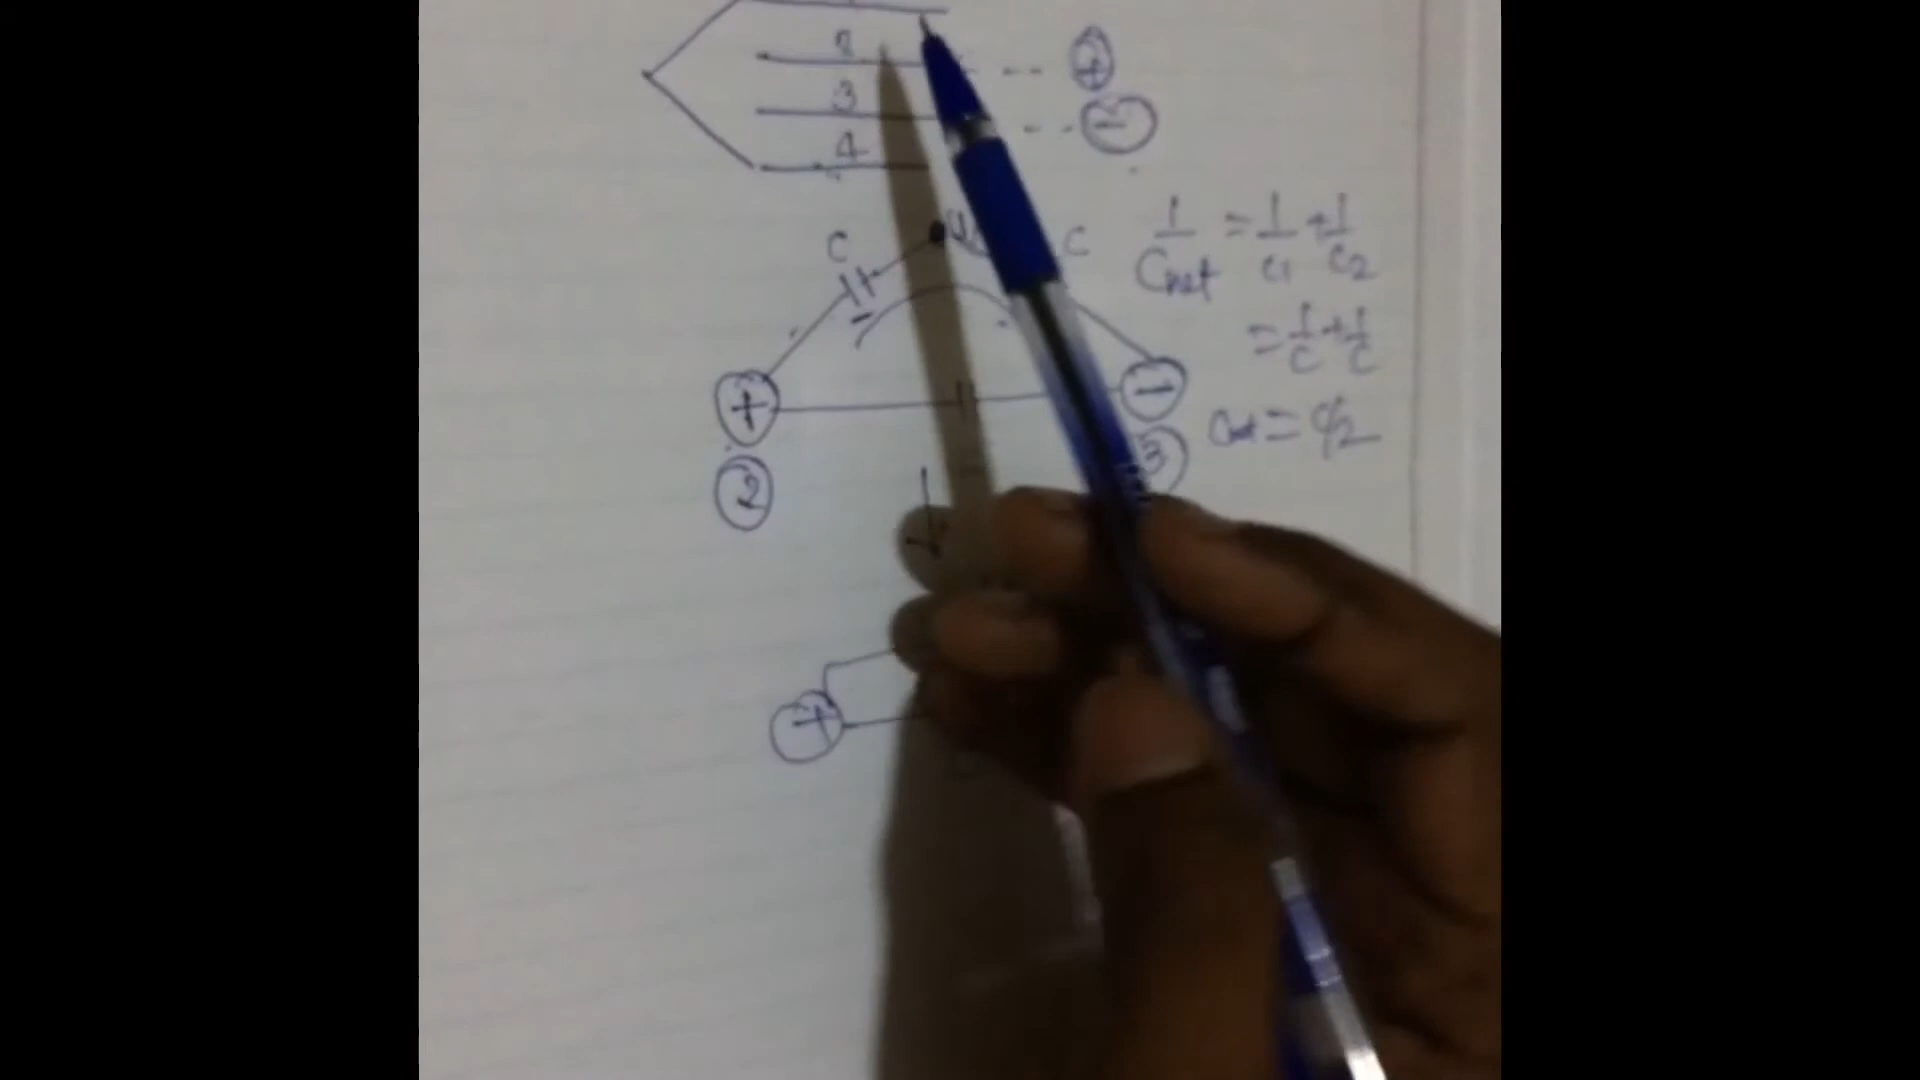 2 -- +
3 -- −
4
C C
1/Cnet = 1/C1 + 1/C2
= 1/C + 1/C
+ −
Cnet = C/2
2 3
+